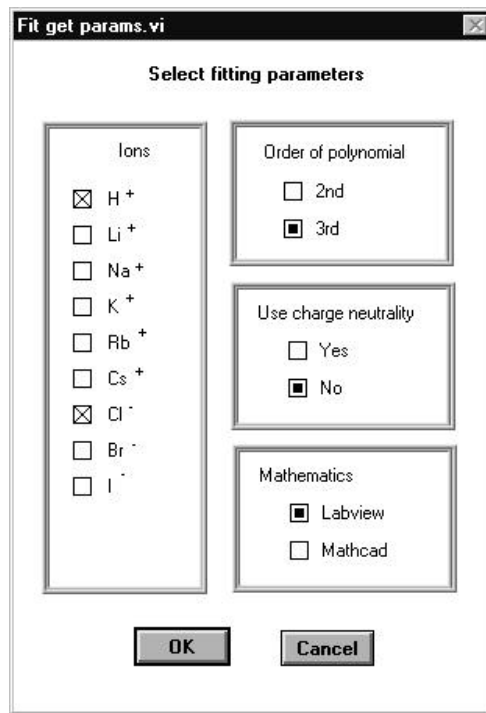 Fit get params.vi
Select fitting parameters
Ions
H +
Li +
Na +
K +
Rb +
Cs +
Cl -
Br -
I -
Order of polynomial
2nd
3rd
Use charge neutrality
Yes
No
Mathematics
Labview
Mathcad
OK
Cancel